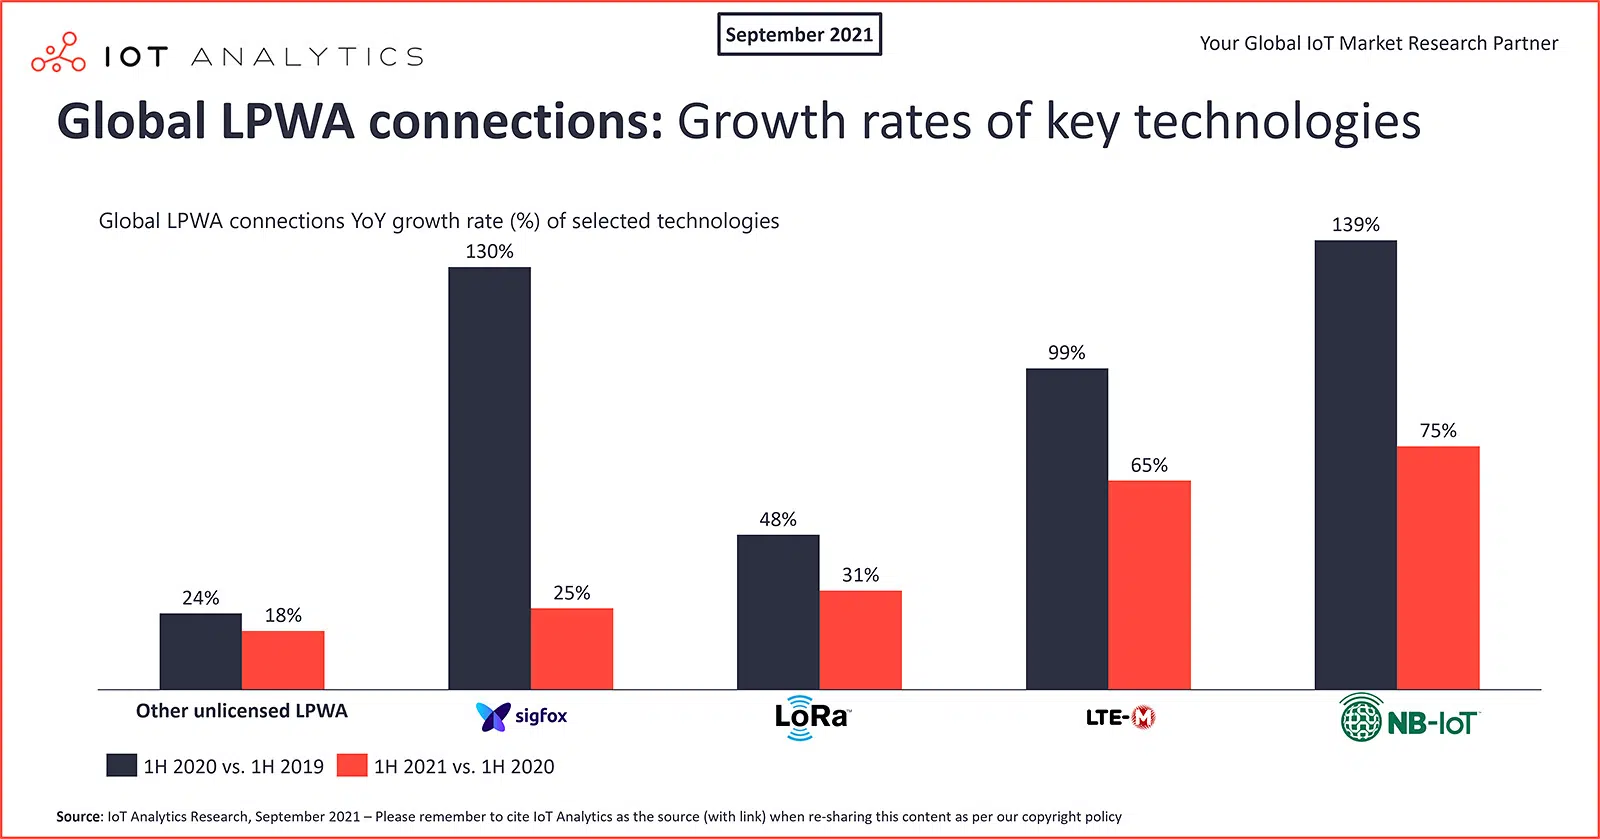 IOT ANALYTICS
September 2021
Your Global IoT Market Research Partner
Global LPWA connections: Growth rates of key technologies
Global LPWA connections YoY growth rate (%) of selected technologies
24%
18%
130%
25%
48%
31%
99%
65%
139%
75%
Other unlicensed LPWA
sigfox
LoRa™
LTE-M
NB-IoT™
1H 2020 vs. 1H 2019
1H 2021 vs. 1H 2020
Source: IoT Analytics Research, September 2021 – Please remember to cite IoT Analytics as the source (with link) when re-sharing this content as per our copyright policy